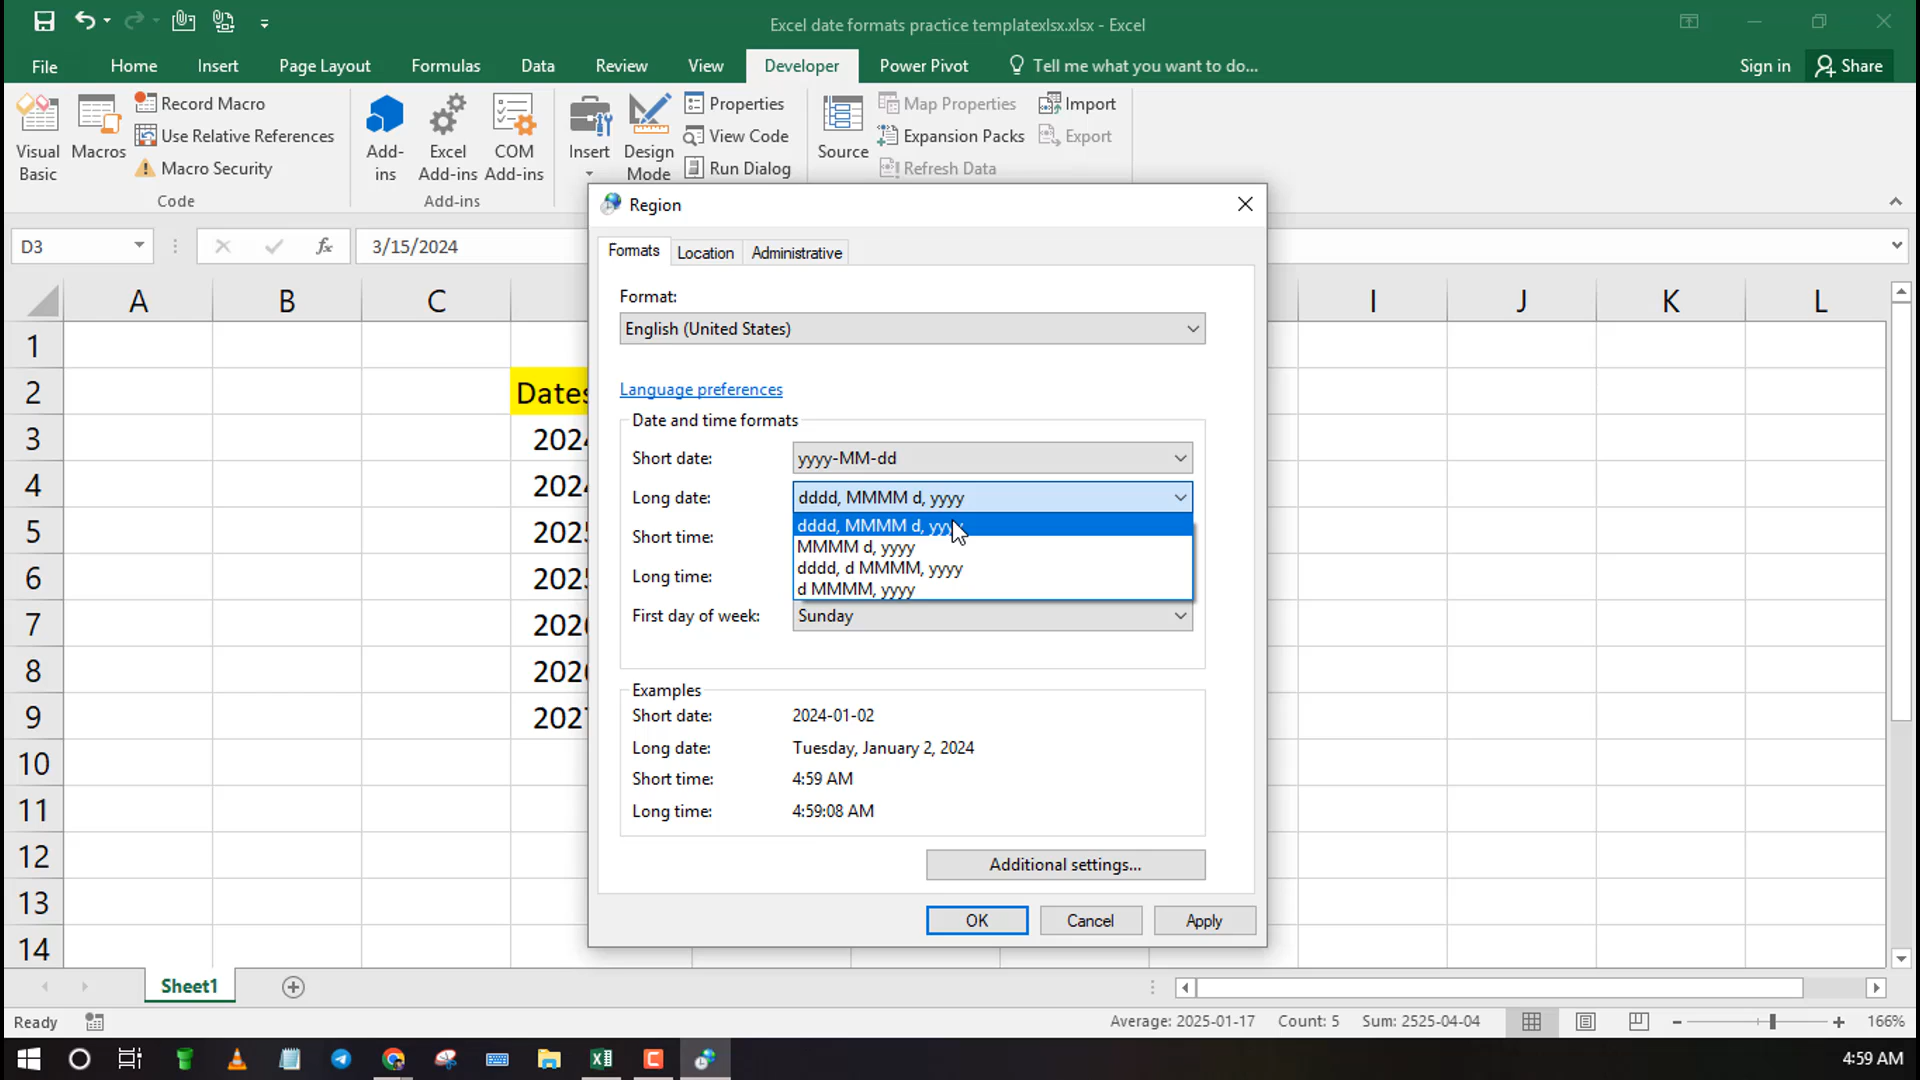 Excel date formats practice templatexlsx.xlsx - Excel
File Home Insert Page Layout Formulas Data Review View Developer Power Pivot Tell me what you want to do... Sign in Share
Visual Basic
Macros
Record Macro
Use Relative References
Macro Security
Code
Add-ins
Excel Add-ins
COM Add-ins
Add-ins
Insert
Design Mode
Properties
View Code
Run Dialog
Source
Map Properties
Expansion Packs
Refresh Data
Import
Export
D3
fx
3/15/2024
A B C I J K L
1
2 Dates
3
4
5
6
7
8
9
10
11
12
13
14
Region
Formats Location Administrative
Format:
English (United States)
Language preferences
Date and time formats
Short date: yyyy-MM-dd
Long date: dddd, MMMM d, yyyy
dddd, MMMM d, yyyy
Short time:
MMMM d, yyyy
dddd, d MMMM, yyyy
Long time:
d MMMM, yyyy
First day of week: Sunday
Examples
Short date: 2024-01-02
Long date: Tuesday, January 2, 2024
Short time: 4:59 AM
Long time: 4:59:08 AM
Additional settings...
OK Cancel Apply
Sheet1
Ready
Average: 2025-01-17 Count: 5 Sum: 2525-04-04
166%
4:59 AM